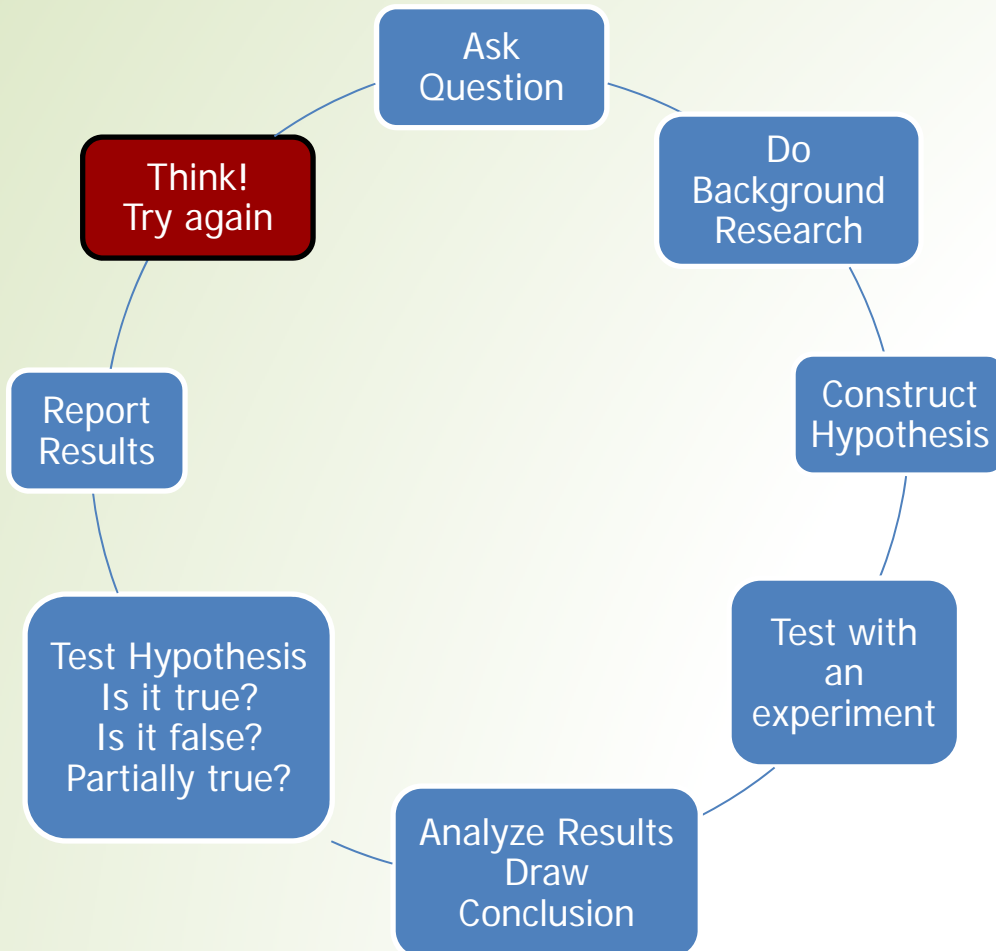 Ask
Question
Do
Background
Research
Construct
Hypothesis
Test with
an
experiment
Analyze Results
Draw
Conclusion
Test Hypothesis
Is it true?
Is it false?
Partially true?
Report
Results
Think!
Try again